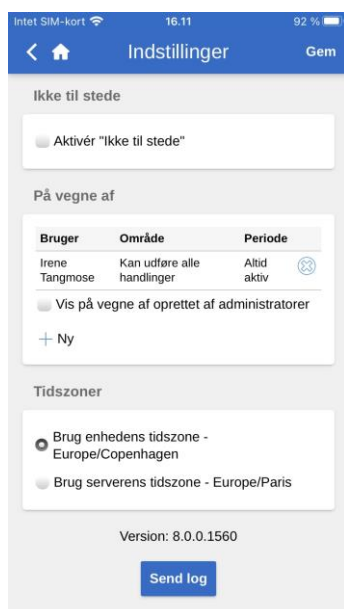 Intet SIM-kort 16.11 92 %
Indstillinger Gem
Ikke til stede
Aktivér "Ikke til stede"
På vegne af
Bruger Område Periode
Irene Kan udføre alle Altid
Tangmose handlinger aktiv
Vis på vegne af oprettet af administratorer
Ny
Tidszoner
Brug enhedens tidszone -
Europe/Copenhagen
Brug serverens tidszone - Europe/Paris
Version: 8.0.0.1560
Send log